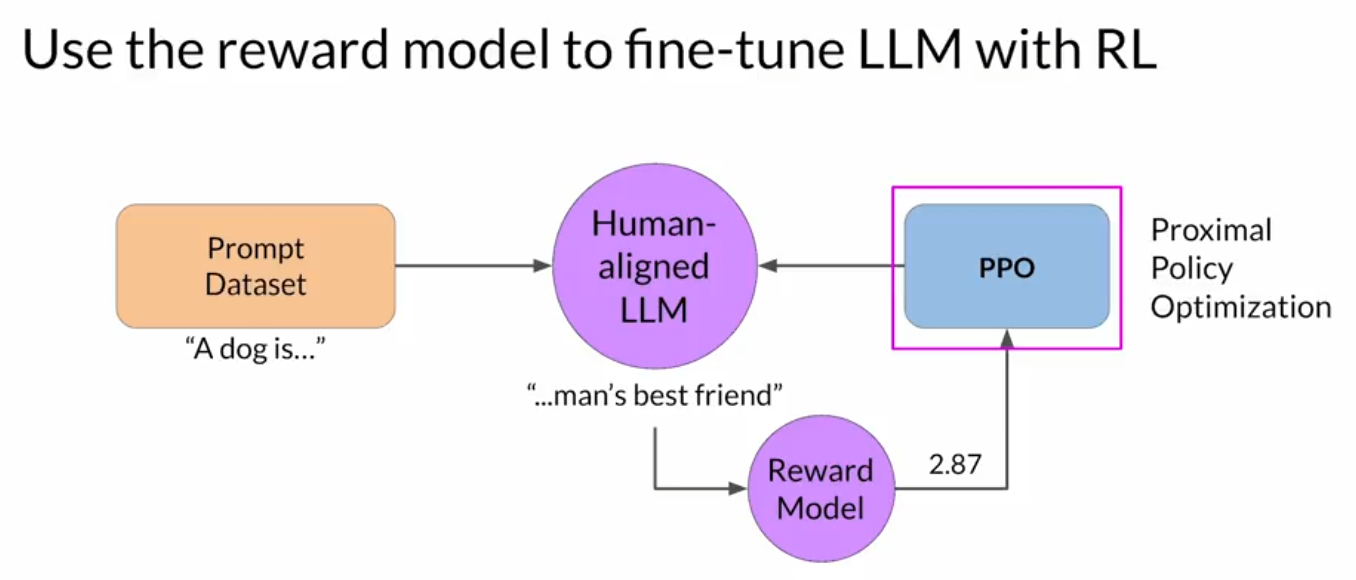 Use the reward model to fine-tune LLM with RL
Prompt
Dataset
“A dog is...”
Human-
aligned
LLM
“...man’s best friend”
PPO
Proximal
Policy
Optimization
Reward
Model
2.87